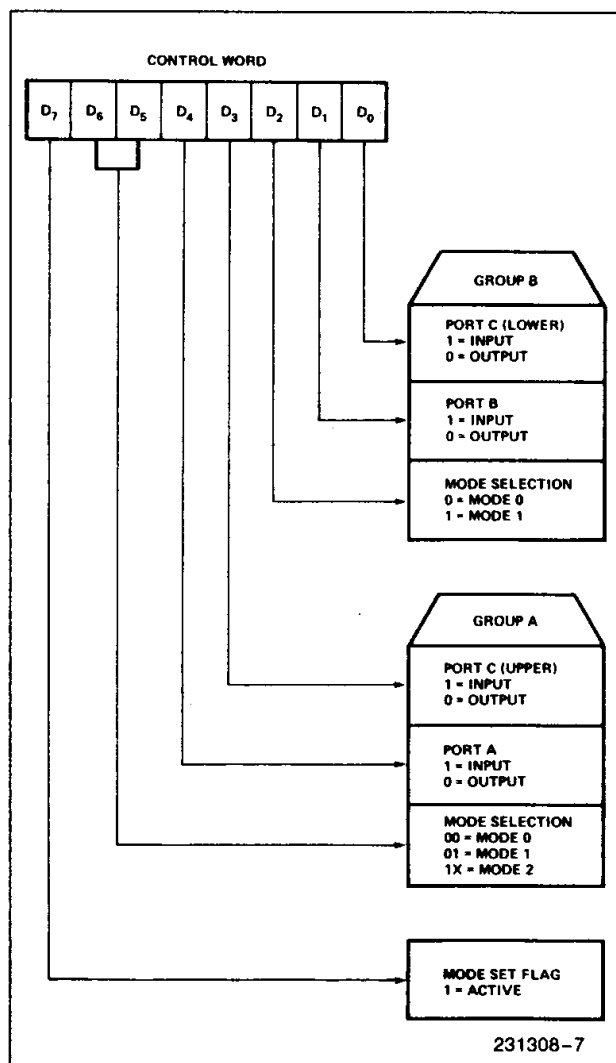 CONTROL WORD
D7 D6 D5 D4 D3 D2 D1 D0
GROUP B
PORT C (LOWER)
1 = INPUT
0 = OUTPUT
PORT B
1 = INPUT
0 = OUTPUT
MODE SELECTION
0 = MODE 0
1 = MODE 1
GROUP A
PORT C (UPPER)
1 = INPUT
0 = OUTPUT
PORT A
1 = INPUT
0 = OUTPUT
MODE SELECTION
00 = MODE 0
01 = MODE 1
1X = MODE 2
MODE SET FLAG
1 = ACTIVE
231308-7